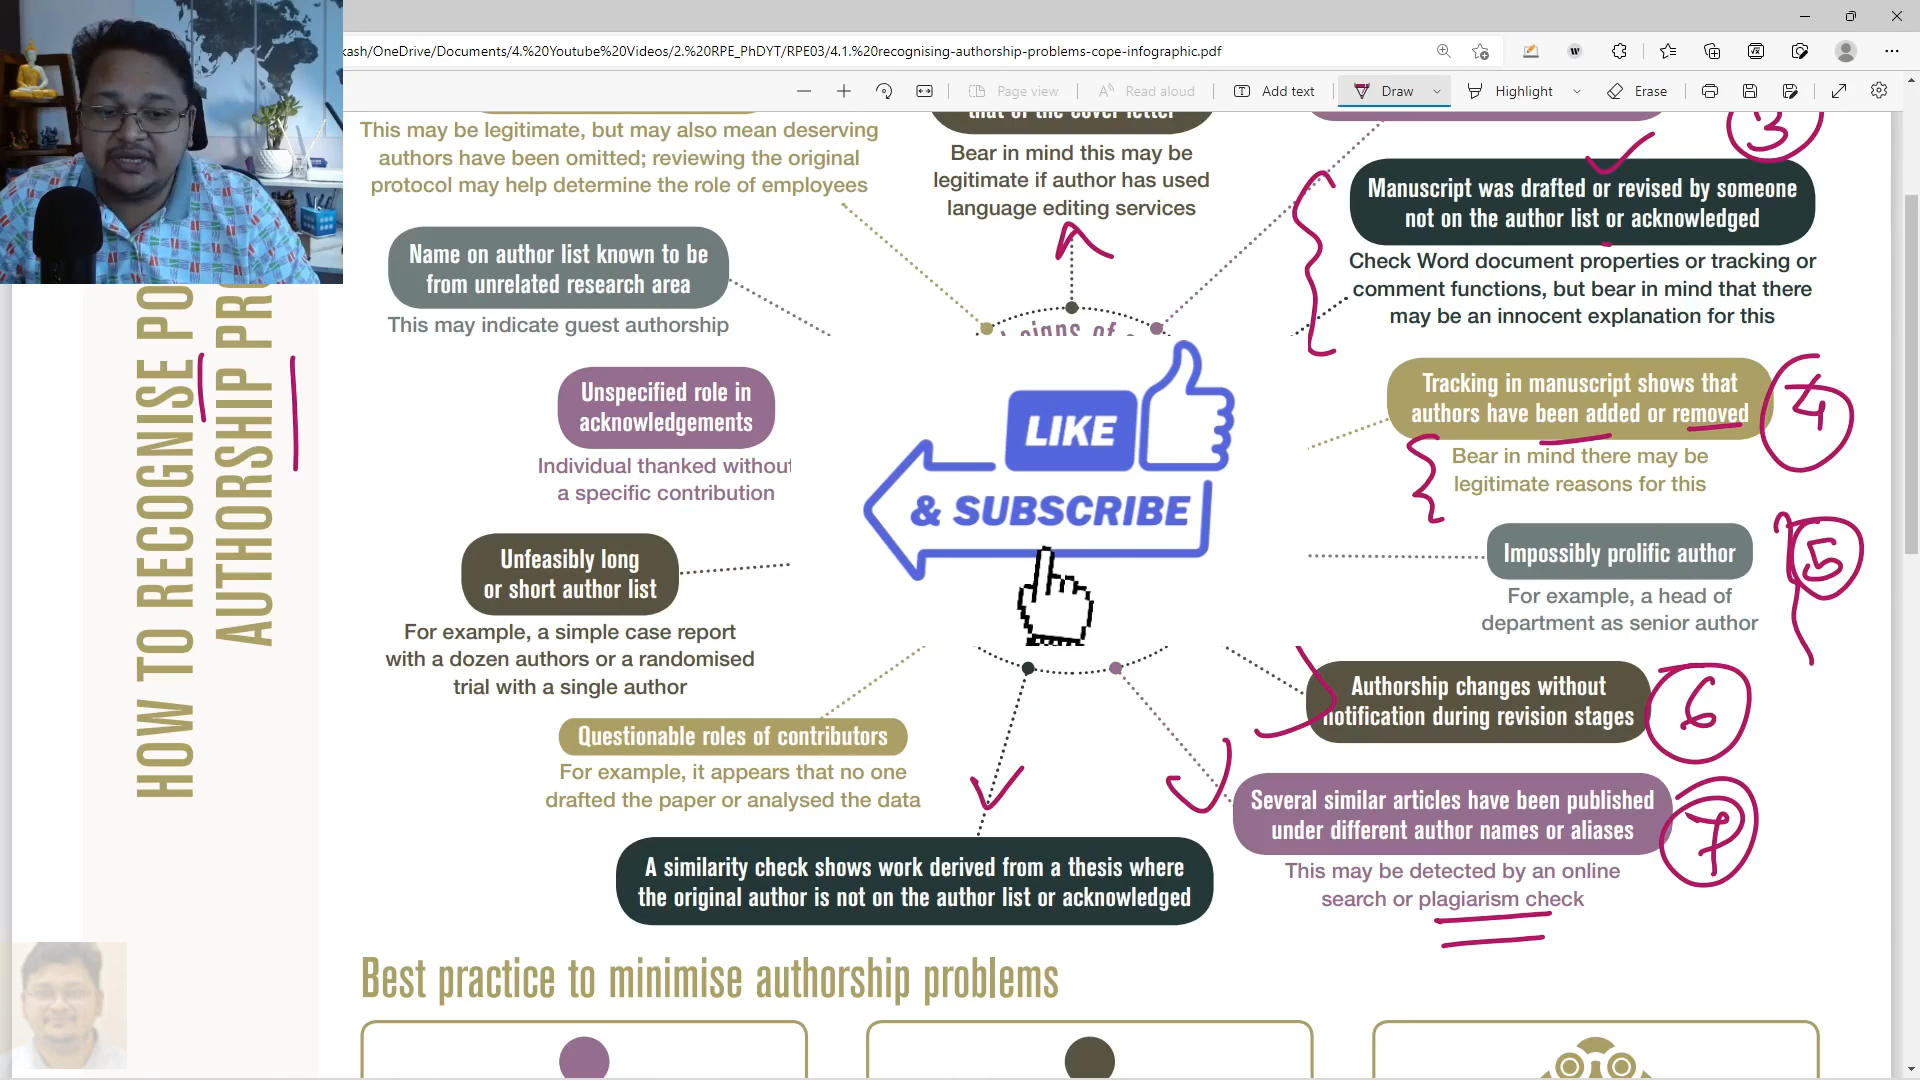 kash/OneDrive/Documents/4.%20Youtube%20Videos/2.%20RPE_PhDYT/RPE03/4.1.%20recognising-authorship-problems-cope-infographic.pdf
Page view
Read aloud
Add text
Draw
Highlight
Erase
HOW TO RECOGNISE PO
AUTHORSHIP PR
This may be legitimate, but may also mean deserving
authors have been omitted; reviewing the original
protocol may help determine the role of employees
that of the cover letter
Bear in mind this may be
legitimate if author has used
language editing services
3
Manuscript was drafted or revised by someone
not on the author list or acknowledged
Check Word document properties or tracking or
comment functions, but bear in mind that there
may be an innocent explanation for this
Name on author list known to be
from unrelated research area
This may indicate guest authorship
signs of
Tracking in manuscript shows that
authors have been added or removed
4
Bear in mind there may be
legitimate reasons for this
Unspecified role in
acknowledgements
Individual thanked without
a specific contribution
LIKE
& SUBSCRIBE
Impossibly prolific author
5
For example, a head of
department as senior author
Unfeasibly long
or short author list
For example, a simple case report
with a dozen authors or a randomised
trial with a single author
Authorship changes without
notification during revision stages
6
Questionable roles of contributors
For example, it appears that no one
drafted the paper or analysed the data
Several similar articles have been published
under different author names or aliases
7
This may be detected by an online
search or plagiarism check
A similarity check shows work derived from a thesis where
the original author is not on the author list or acknowledged
Best practice to minimise authorship problems